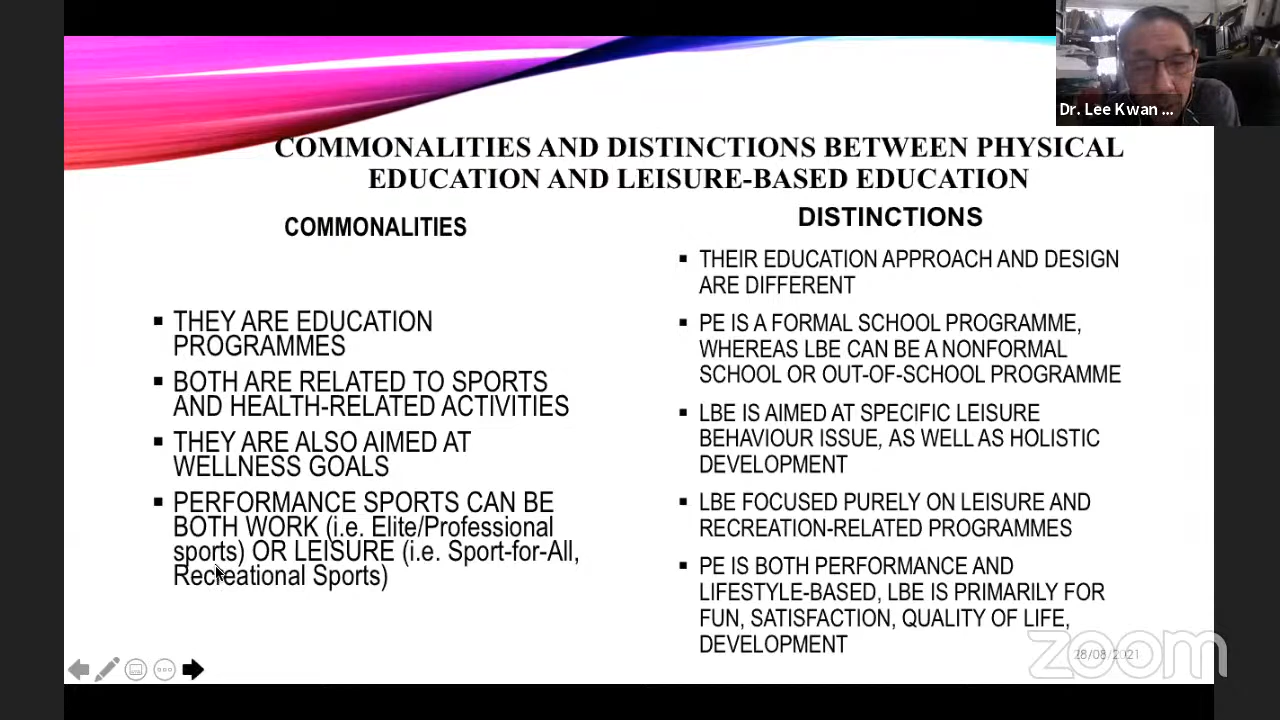 Dr. Lee Kwan ...
COMMONALITIES AND DISTINCTIONS BETWEEN PHYSICAL
EDUCATION AND LEISURE-BASED EDUCATION
COMMONALITIES
▪ THEY ARE EDUCATION
PROGRAMMES
▪ BOTH ARE RELATED TO SPORTS
AND HEALTH-RELATED ACTIVITIES
▪ THEY ARE ALSO AIMED AT
WELLNESS GOALS
▪ PERFORMANCE SPORTS CAN BE
BOTH WORK (i.e. Elite/Professional
sports) OR LEISURE (i.e. Sport-for-All,
Recreational Sports)
DISTINCTIONS
▪ THEIR EDUCATION APPROACH AND DESIGN
ARE DIFFERENT
▪ PE IS A FORMAL SCHOOL PROGRAMME,
WHEREAS LBE CAN BE A NONFORMAL
SCHOOL OR OUT-OF-SCHOOL PROGRAMME
▪ LBE IS AIMED AT SPECIFIC LEISURE
BEHAVIOUR ISSUE, AS WELL AS HOLISTIC
DEVELOPMENT
▪ LBE FOCUSED PURELY ON LEISURE AND
RECREATION-RELATED PROGRAMMES
▪ PE IS BOTH PERFORMANCE AND
LIFESTYLE-BASED, LBE IS PRIMARILY FOR
FUN, SATISFACTION, QUALITY OF LIFE,
DEVELOPMENT
28/08/2021
zoom